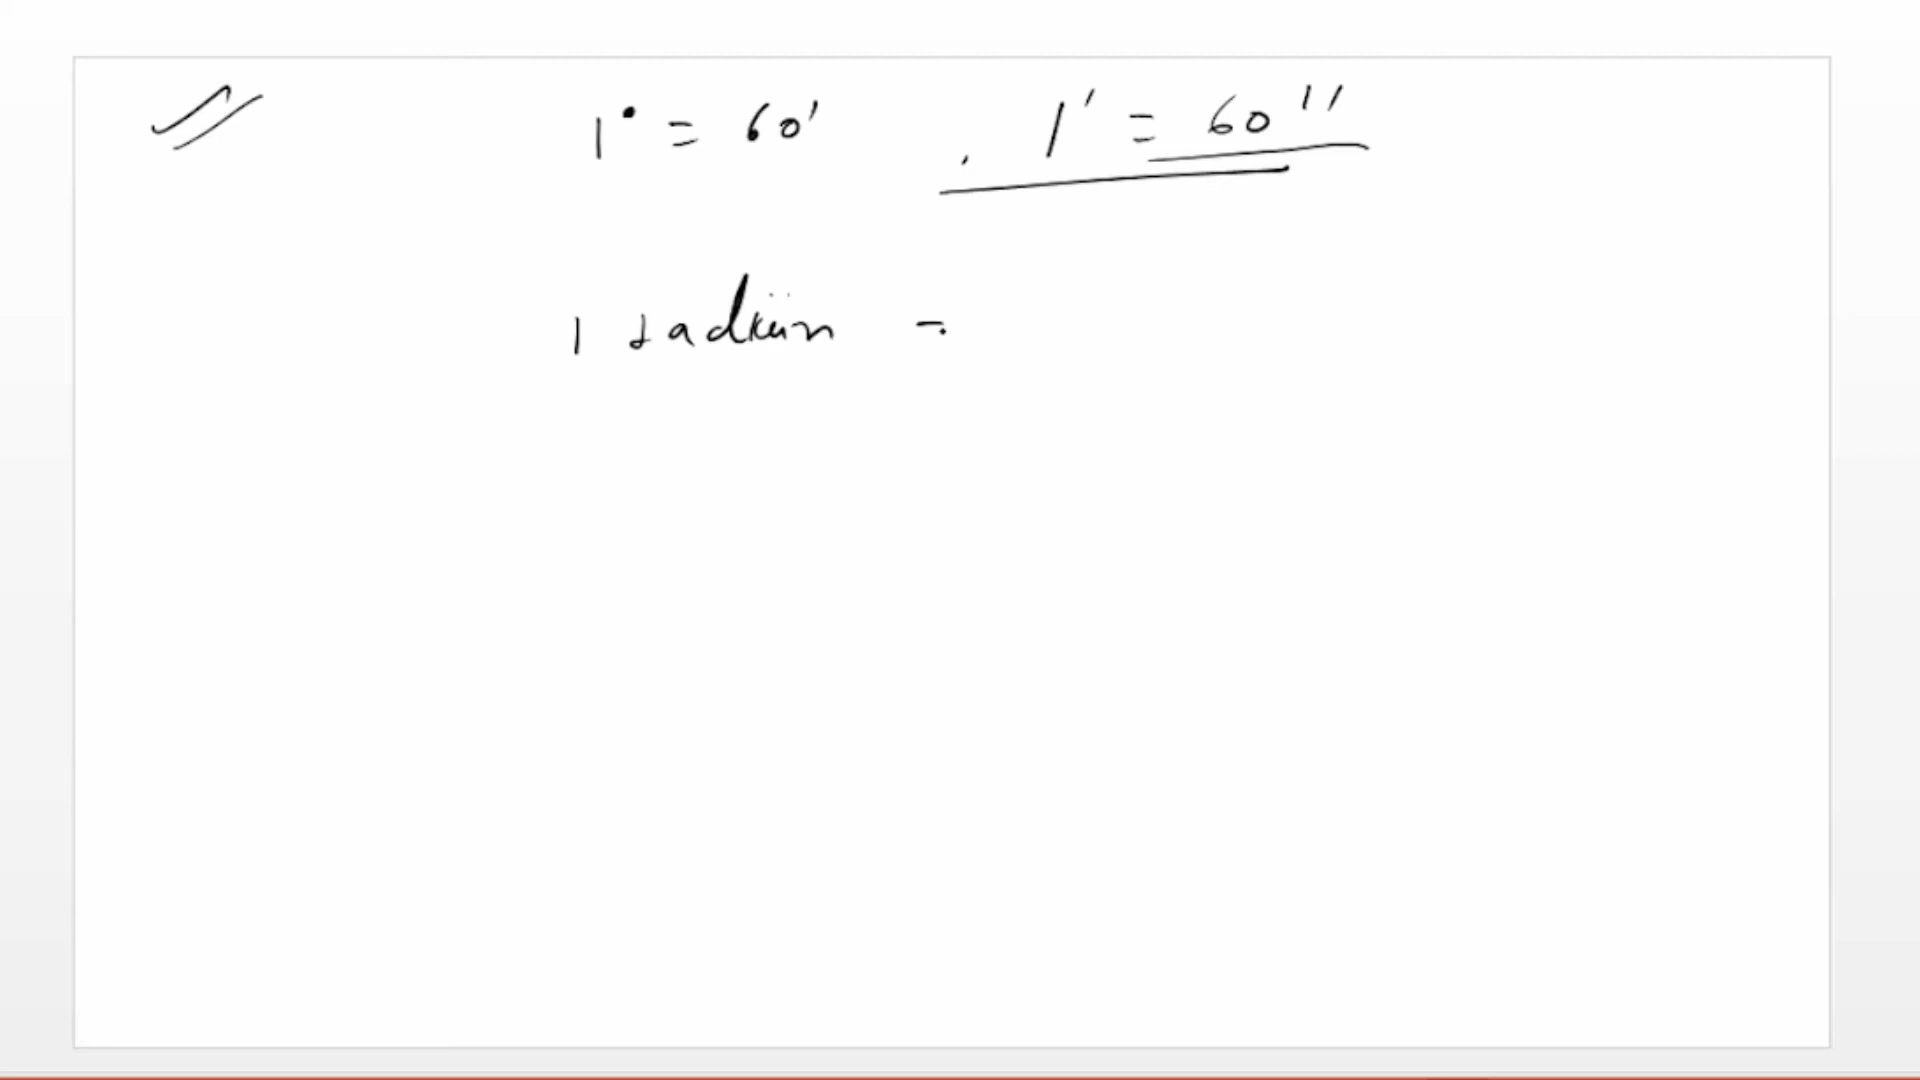 1° = 60' , 1' = 60''
1 radian =